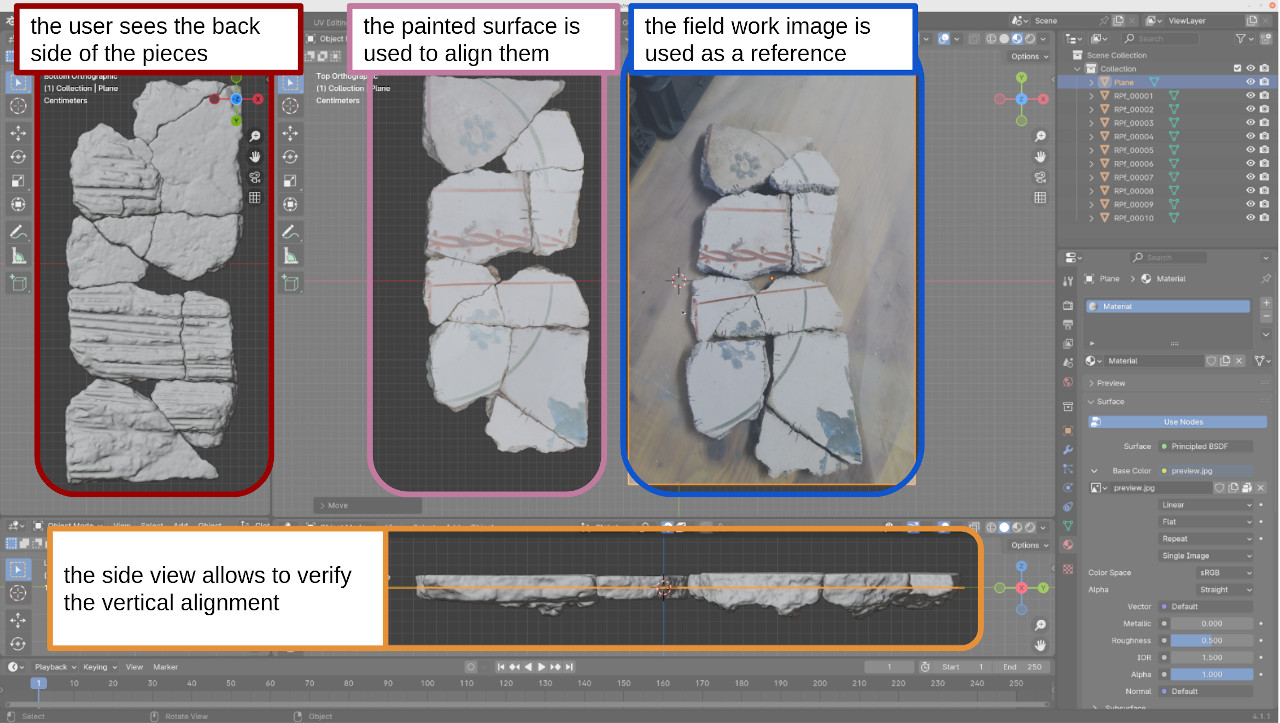 the user sees the back
side of the pieces
the painted surface is
used to align them
the field work image is
used as a reference
UV Editing
Scene
ViewLayer
Object
Options
Search
Bottom Orthographic
(1) Collection | Plane
Centimeters
Top Orthographic
(1) Collection | Plane
Centimeters
Scene Collection
Collection
Plane
RPf_00001
RPf_00002
RPf_00003
RPf_00004
RPf_00005
RPf_00006
RPf_00007
RPf_00008
RPf_00009
RPf_00010
Search
Plane > Material
Material
Material
Preview
Surface
Use Nodes
Surface Principled BSDF
Base Color preview.jpg
preview.jpg
Linear
Flat
Repeat
Single Image
Color Space sRGB
Alpha Straight
Vector Default
Metallic 0.000
Roughness 0.500
IOR 1.500
Alpha 1.000
Normal Default
Subsurface
> Move
Options
the side view allows to verify
the vertical alignment
Playback Keying View Marker
1 Start 1 End 250
1 10 20 30 40 50 60 70 80 90 100 110 120 130 140 150 160 170 180 190 200 210 220 230 240 250
Select Rotate View Object
4.1.1